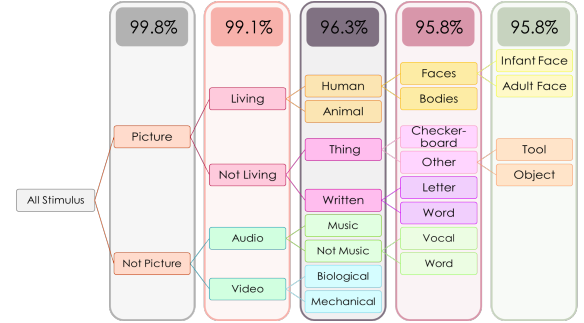 99.8%
99.1%
96.3%
95.8%
95.8%
All Stimulus
Picture
Not Picture
Living
Not Living
Audio
Video
Human
Animal
Thing
Written
Music
Not Music
Biological
Mechanical
Faces
Bodies
Checker-
board
Other
Letter
Word
Vocal
Word
Infant Face
Adult Face
Tool
Object